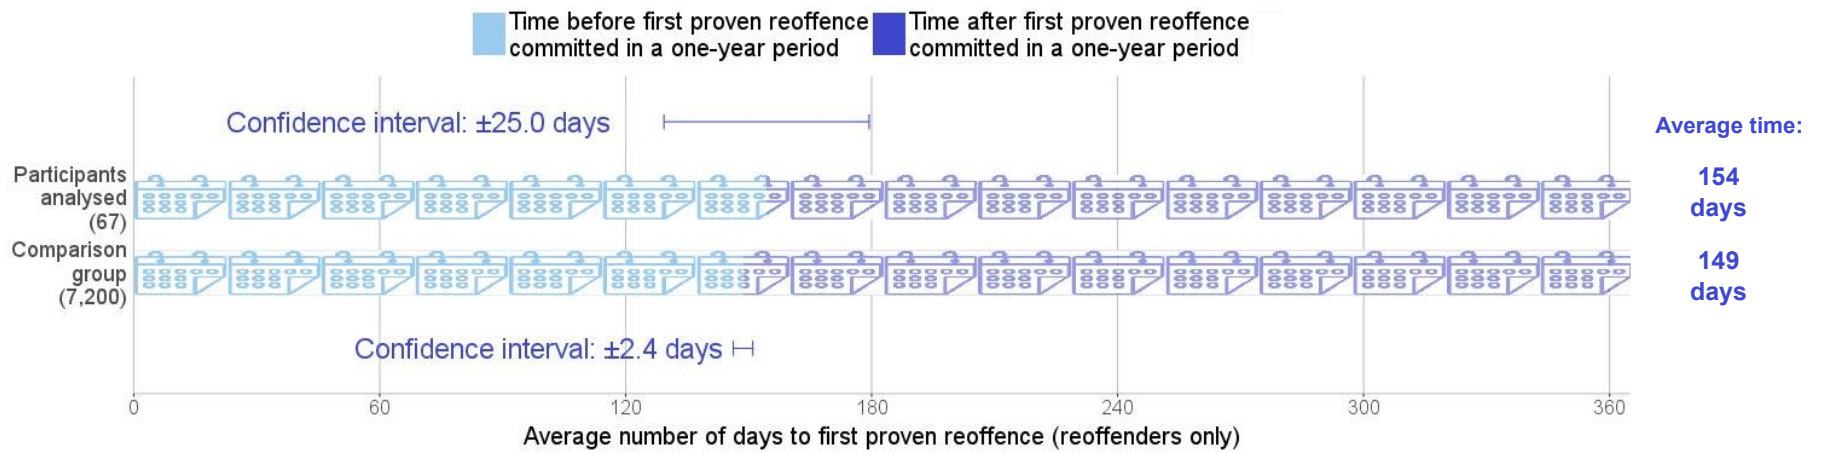 Time before first proven reoffence
committed in a one-year period
Time after first proven reoffence
committed in a one-year period
Confidence interval: ±25.0 days
Average time:
Participants
analysed
(67)
154
days
Comparison
group
(7,200)
149
days
Confidence interval: ±2.4 days
0 60 120 180 240 300 360
Average number of days to first proven reoffence (reoffenders only)